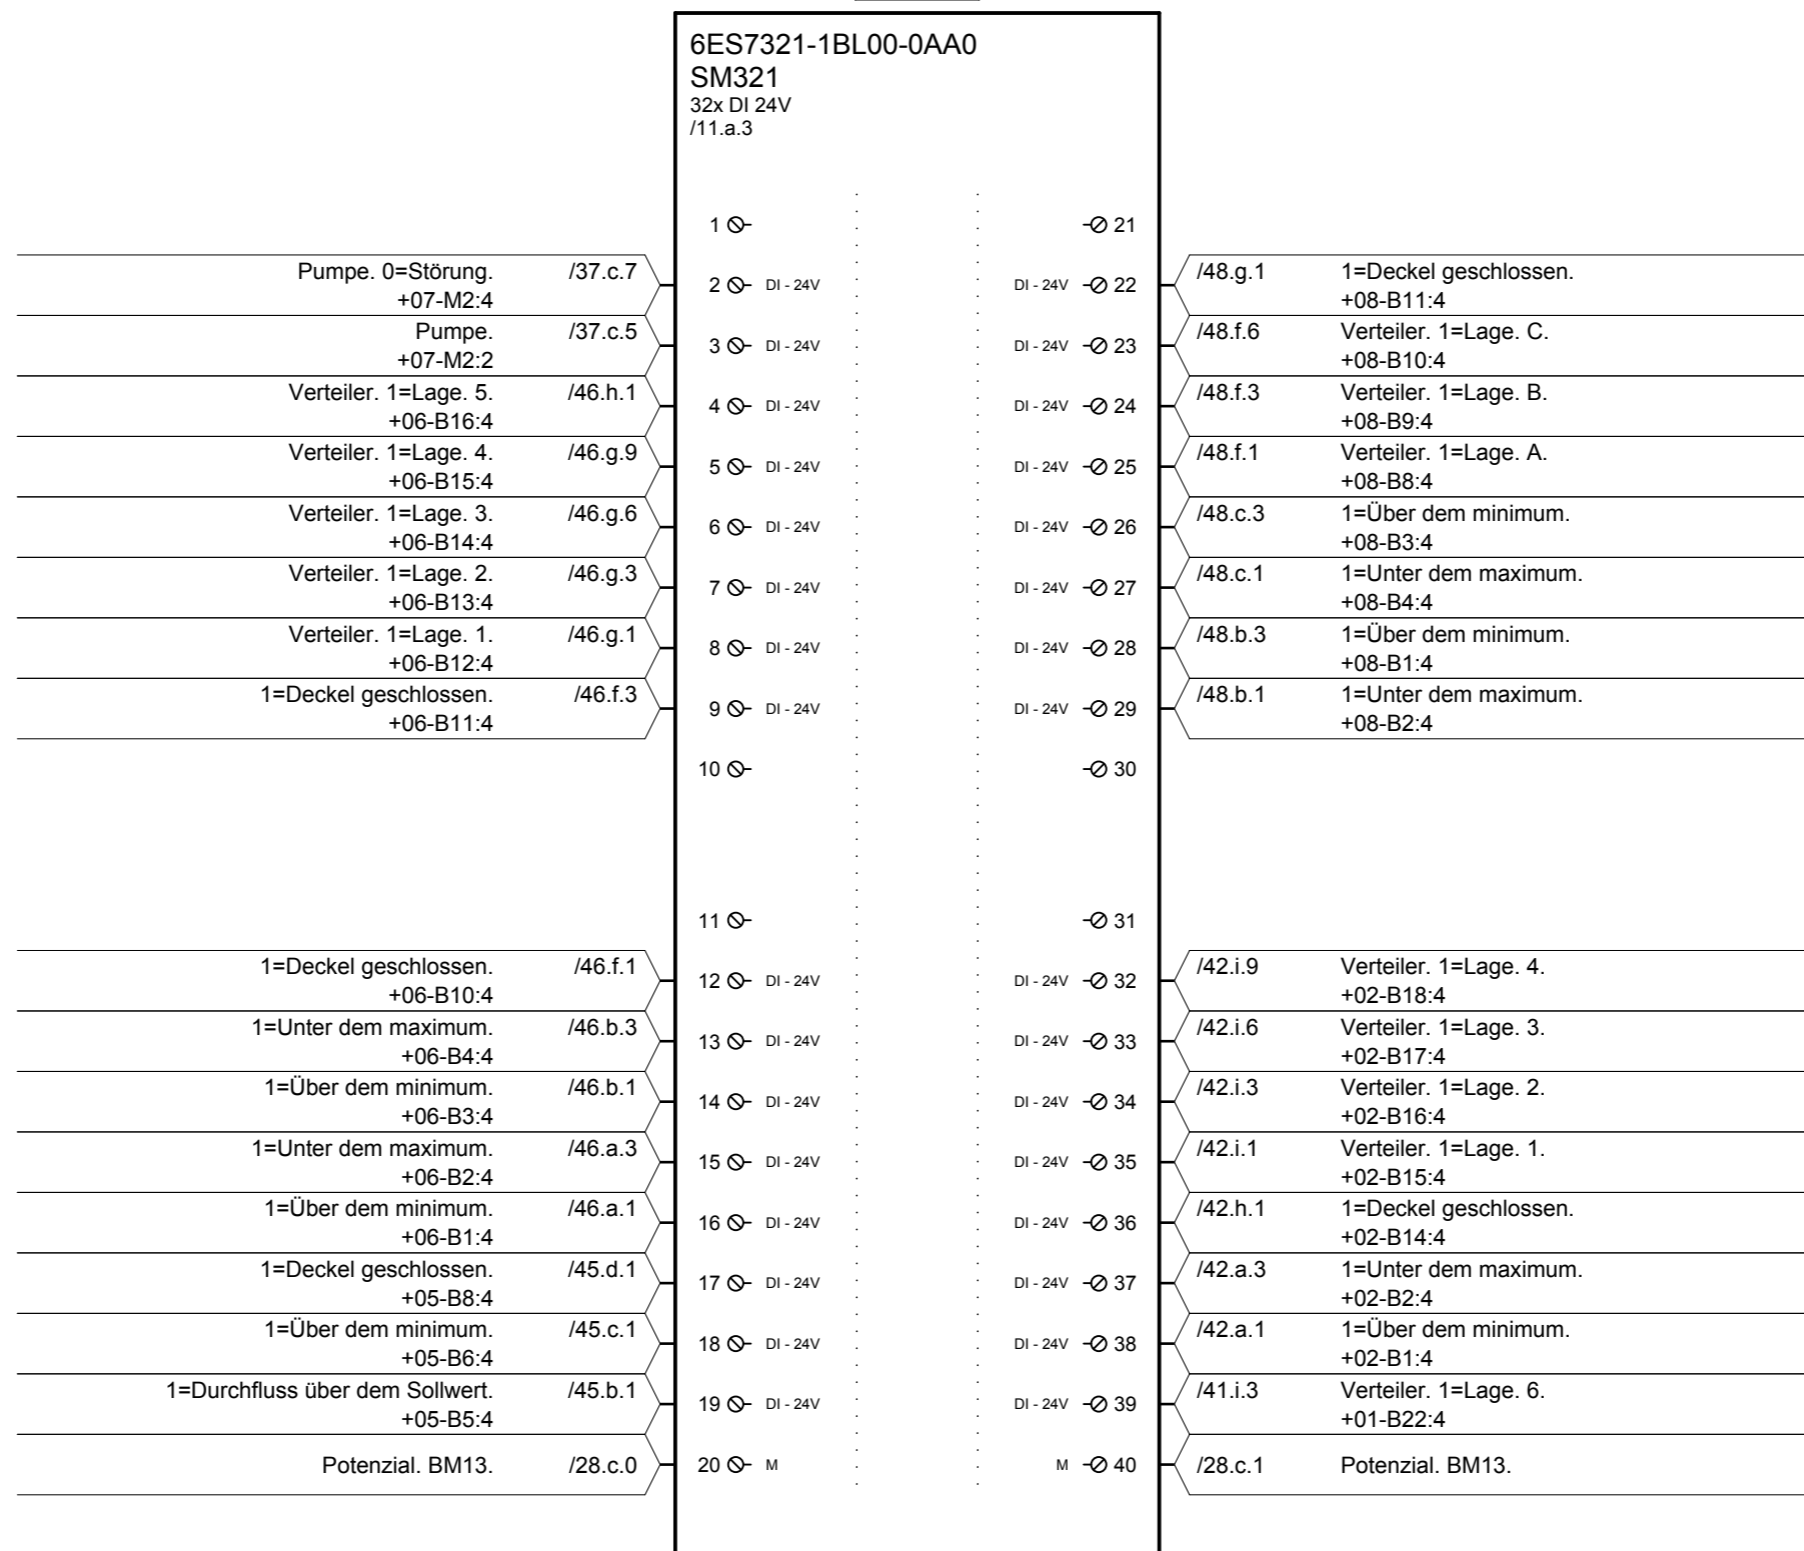 6ES7321-1BL00-0AA0
SM321
32x DI 24V
/11.a.3
1 21
Pumpe. 0=Störung. /37.c.7 2 DI - 24V DI - 24V 22 /48.g.1 1=Deckel geschlossen.
+07-M2:4 +08-B11:4
Pumpe. /37.c.5 3 DI - 24V DI - 24V 23 /48.f.6 Verteiler. 1=Lage. C.
+07-M2:2 +08-B10:4
Verteiler. 1=Lage. 5. /46.h.1 4 DI - 24V DI - 24V 24 /48.f.3 Verteiler. 1=Lage. B.
+06-B16:4 +08-B9:4
Verteiler. 1=Lage. 4. /46.g.9 5 DI - 24V DI - 24V 25 /48.f.1 Verteiler. 1=Lage. A.
+06-B15:4 +08-B8:4
Verteiler. 1=Lage. 3. /46.g.6 6 DI - 24V DI - 24V 26 /48.c.3 1=Über dem minimum.
+06-B14:4 +08-B3:4
Verteiler. 1=Lage. 2. /46.g.3 7 DI - 24V DI - 24V 27 /48.c.1 1=Unter dem maximum.
+06-B13:4 +08-B4:4
Verteiler. 1=Lage. 1. /46.g.1 8 DI - 24V DI - 24V 28 /48.b.3 1=Über dem minimum.
+06-B12:4 +08-B1:4
1=Deckel geschlossen. /46.f.3 9 DI - 24V DI - 24V 29 /48.b.1 1=Unter dem maximum.
+06-B11:4 +08-B2:4
10 30
11 31
1=Deckel geschlossen. /46.f.1 12 DI - 24V DI - 24V 32 /42.i.9 Verteiler. 1=Lage. 4.
+06-B10:4 +02-B18:4
1=Unter dem maximum. /46.b.3 13 DI - 24V DI - 24V 33 /42.i.6 Verteiler. 1=Lage. 3.
+06-B4:4 +02-B17:4
1=Über dem minimum. /46.b.1 14 DI - 24V DI - 24V 34 /42.i.3 Verteiler. 1=Lage. 2.
+06-B3:4 +02-B16:4
1=Unter dem maximum. /46.a.3 15 DI - 24V DI - 24V 35 /42.i.1 Verteiler. 1=Lage. 1.
+06-B2:4 +02-B15:4
1=Über dem minimum. /46.a.1 16 DI - 24V DI - 24V 36 /42.h.1 1=Deckel geschlossen.
+06-B1:4 +02-B14:4
1=Deckel geschlossen. /45.d.1 17 DI - 24V DI - 24V 37 /42.a.3 1=Unter dem maximum.
+05-B8:4 +02-B2:4
1=Über dem minimum. /45.c.1 18 DI - 24V DI - 24V 38 /42.a.1 1=Über dem minimum.
+05-B6:4 +02-B1:4
1=Durchfluss über dem Sollwert. /45.b.1 19 DI - 24V DI - 24V 39 /41.i.3 Verteiler. 1=Lage. 6.
+05-B5:4 +01-B22:4
Potenzial. BM13. /28.c.0 20 M M 40 /28.c.1 Potenzial. BM13.